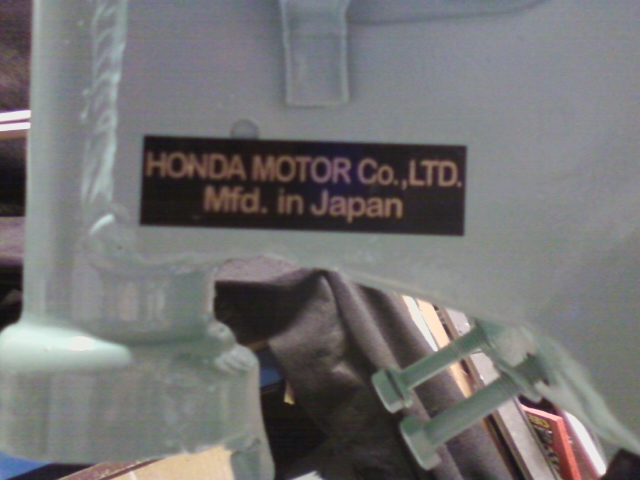 HONDA MOTOR Co.,LTD.
Mfd. in Japan